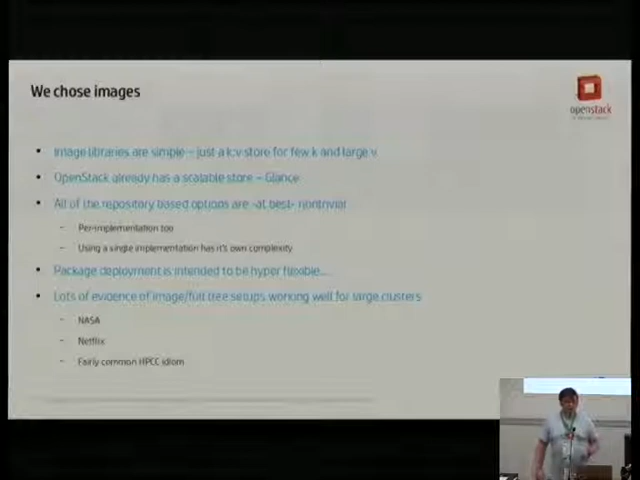 We chose images
openstack
Image libraries are simple – just a k:v store for few k and large v
OpenStack already has a scalable store – Glance
All of the repository based options are -at best- nontrivial
Per-implementation too
Using a single implementation has it's own complexity
Package deployment is intended to be hyper flexible...
Lots of evidence of image/full tree setups working well for large clusters
NASA
Netflix
Fairly common HPCC idiom